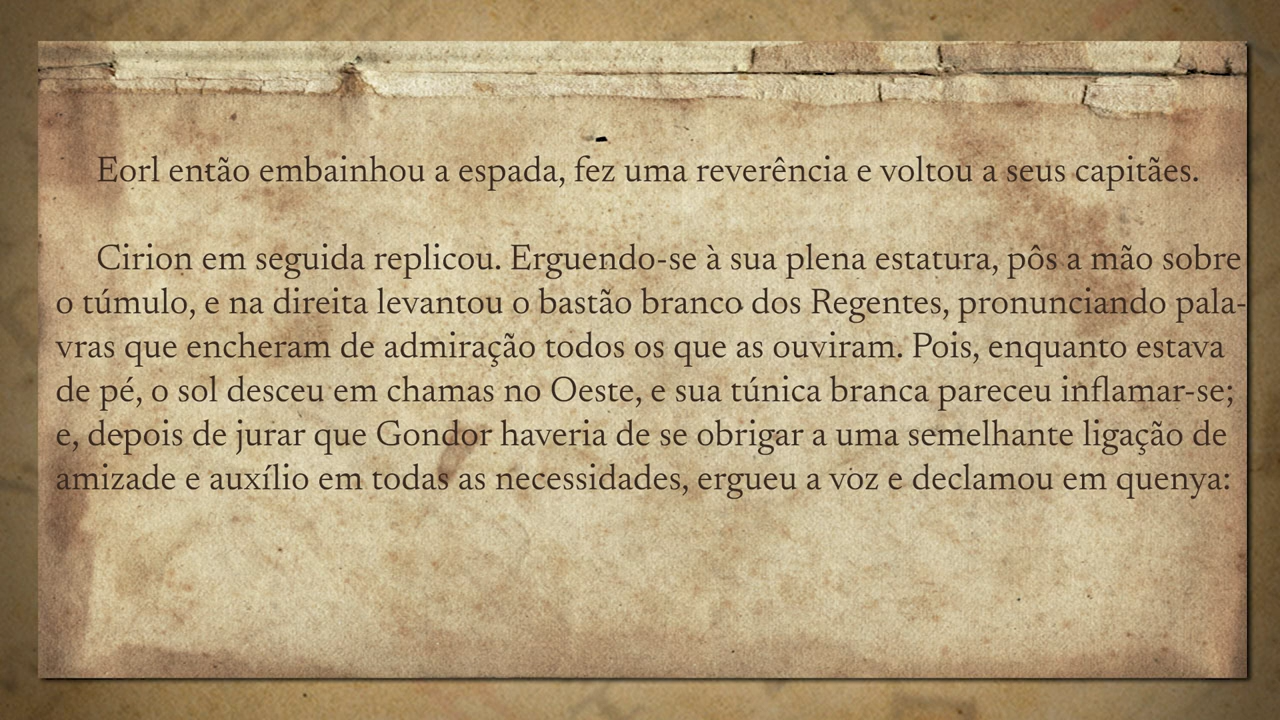 Eorl então embainhou a espada, fez uma reverência e voltou a seus capitães.
Cirion em seguida replicou. Erguendo-se à sua plena estatura, pôs a mão sobre
o túmulo, e na direita levantou o bastão branco dos Regentes, pronunciando pala-
vras que encheram de admiração todos os que as ouviram. Pois, enquanto estava
de pé, o sol desceu em chamas no Oeste, e sua túnica branca pareceu inflamar-se;
e, depois de jurar que Gondor haveria de se obrigar a uma semelhante ligação de
amizade e auxílio em todas as necessidades, ergueu a voz e declamou em quenya: